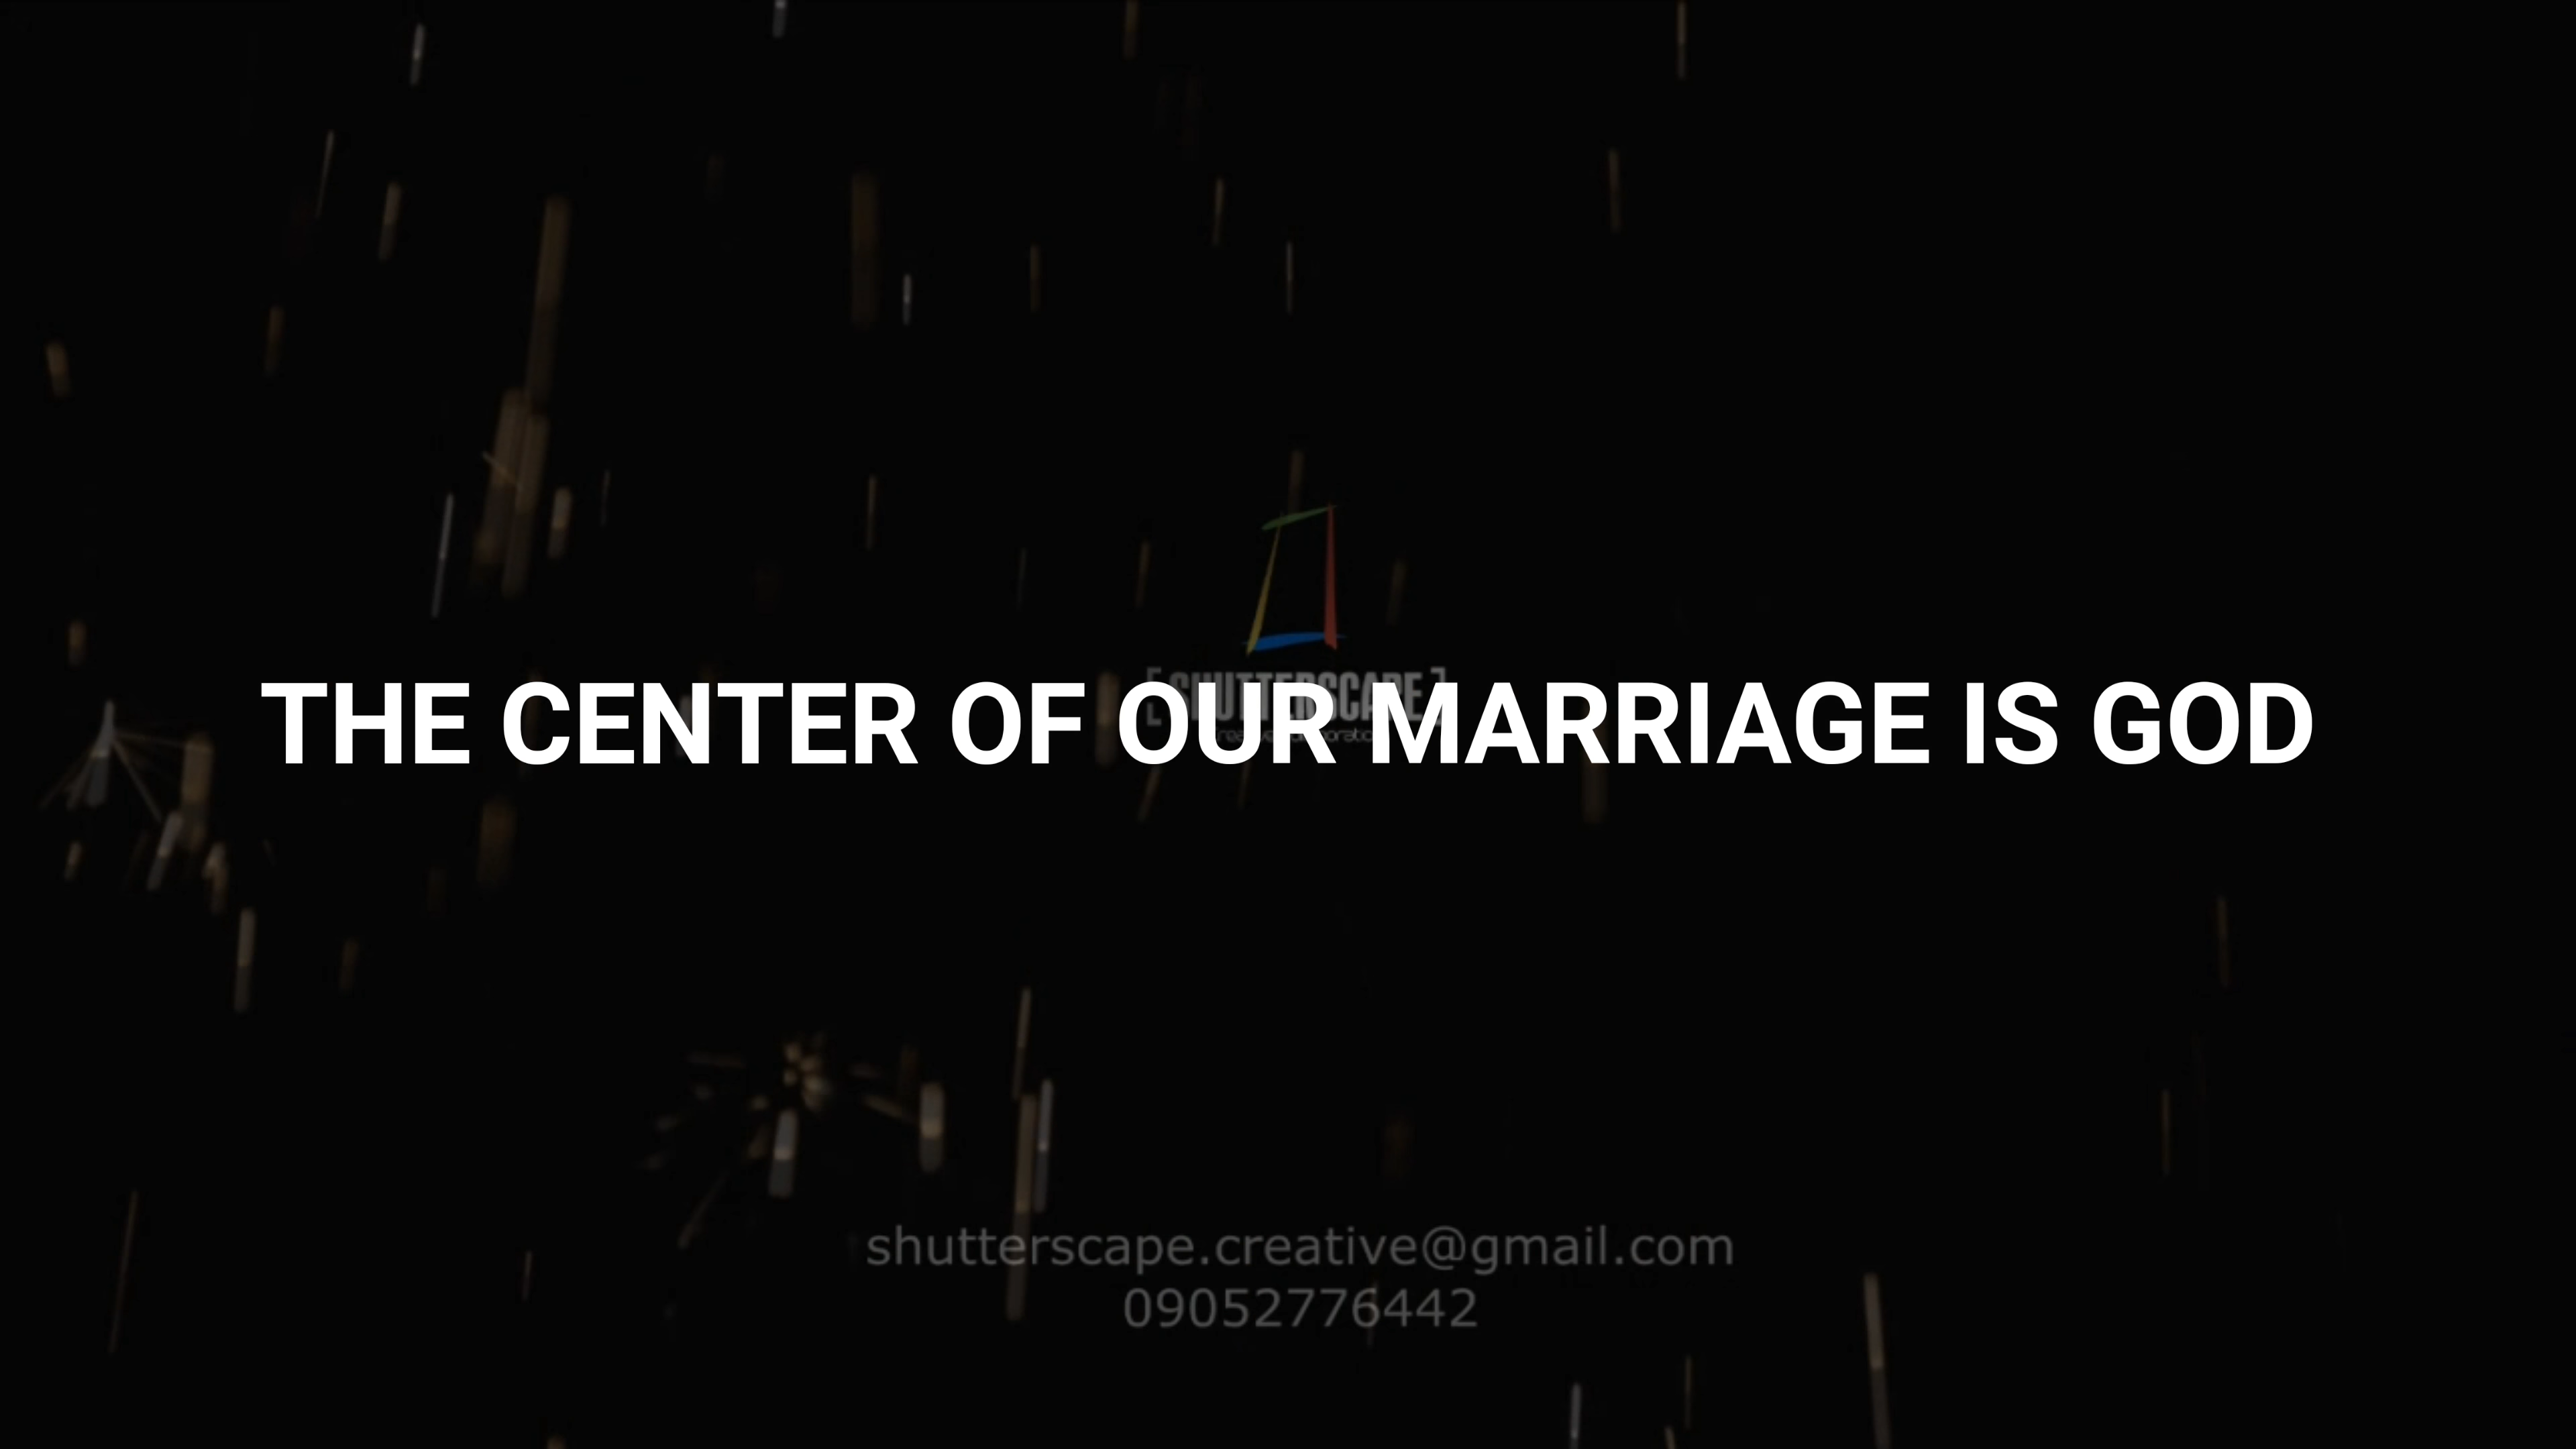 [SHUTTERSCAPE]
THE CENTER OF OUR MARRIAGE IS GOD
shutterscape.creative@gmail.com
09052776442